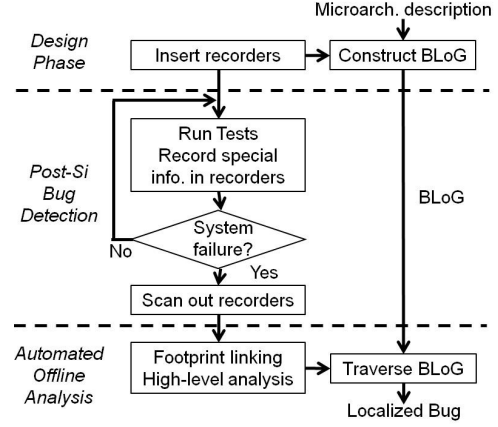 Microarch. description
Design
Phase
Insert recorders
Construct BLoG
Run Tests
Record special
info. in recorders
Post-Si
Bug
Detection
BLoG
System
failure?
No
Yes
Scan out recorders
Automated
Offline
Analysis
Footprint linking
High-level analysis
Traverse BLoG
Localized Bug